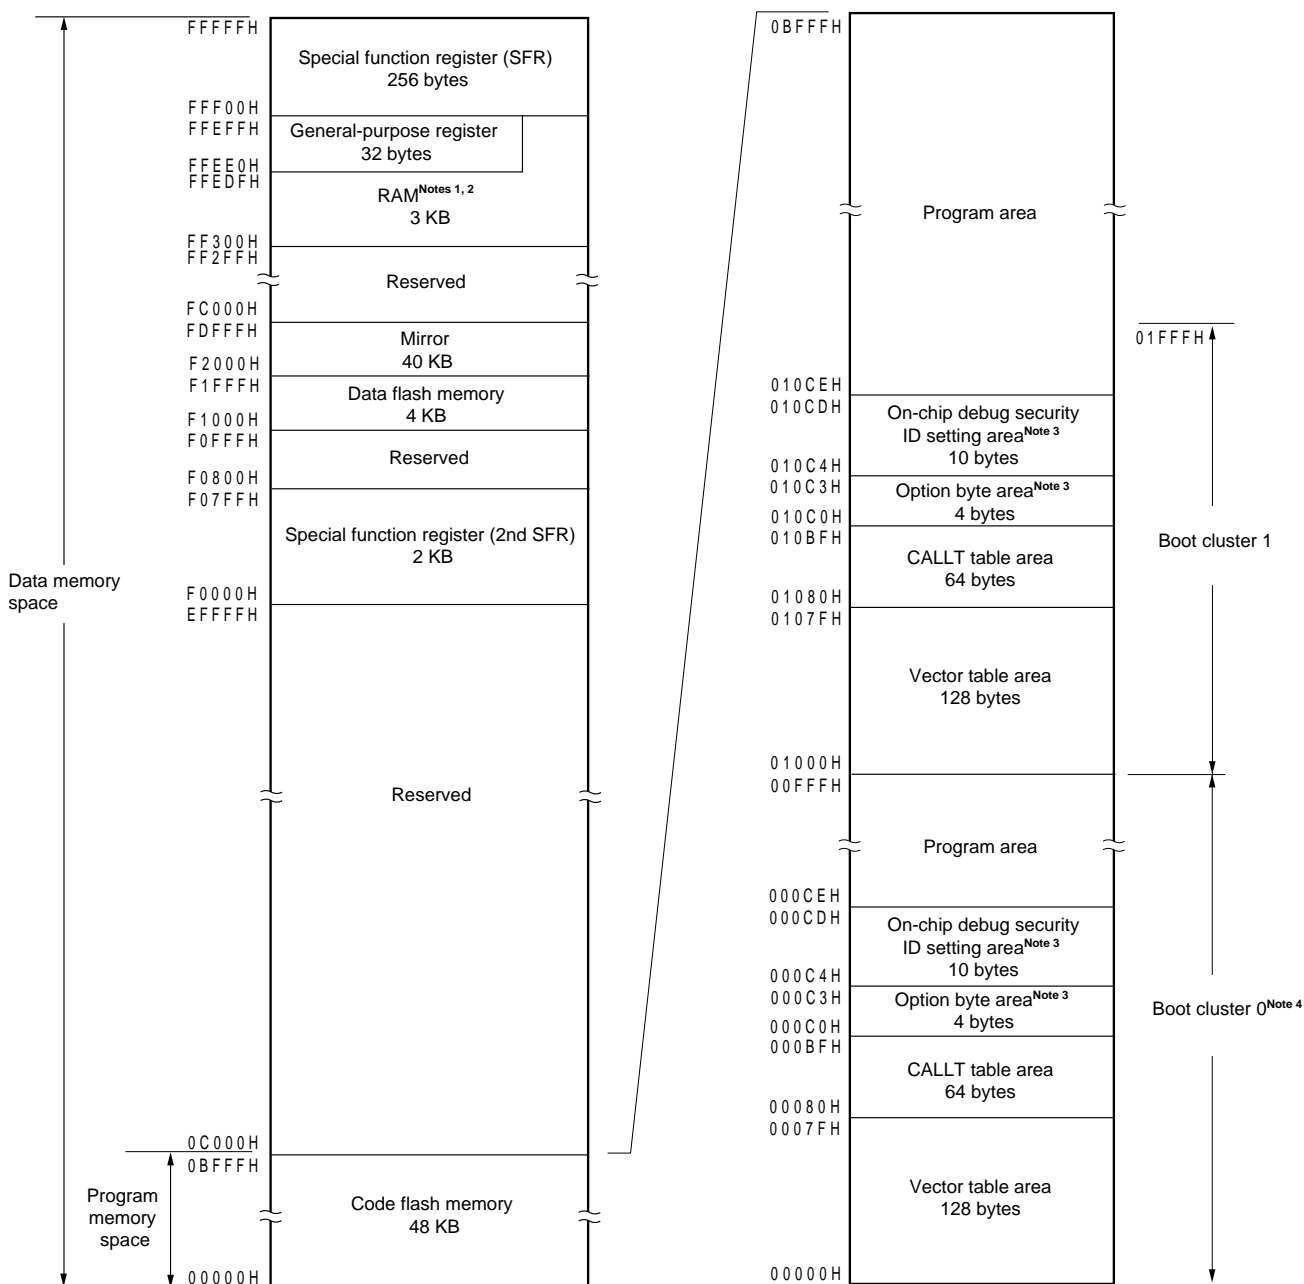 FFFFFH
Special function register (SFR)
256 bytes
FFF00H
FFEFFH
General-purpose register
32 bytes
FFEE0H
FFEDFH
RAMNotes 1, 2
3 KB
FF300H
FF2FFH
Reserved
FC000H
FDFFFH
Mirror
40 KB
F2000H
F1FFFH
Data flash memory
4 KB
F1000H
F0FFFH
Reserved
F0800H
F07FFH
Special function register (2nd SFR)
2 KB
Data memory
space
F0000H
EFFFFH
Reserved
0C000H
0BFFFH
Program
memory
space
Code flash memory
48 KB
00000H
0BFFFH
Program area
01FFFH
010CEH
010CDH
On-chip debug security
ID setting areaNote 3
10 bytes
010C4H
010C3H
Option byte areaNote 3
4 bytes
010C0H
010BFH
CALLT table area
64 bytes
Boot cluster 1
01080H
0107FH
Vector table area
128 bytes
01000H
00FFFH
Program area
000CEH
000CDH
On-chip debug security
ID setting areaNote 3
10 bytes
000C4H
000C3H
Option byte areaNote 3
4 bytes
Boot cluster 0Note 4
000C0H
000BFH
CALLT table area
64 bytes
00080H
0007FH
Vector table area
128 bytes
00000H